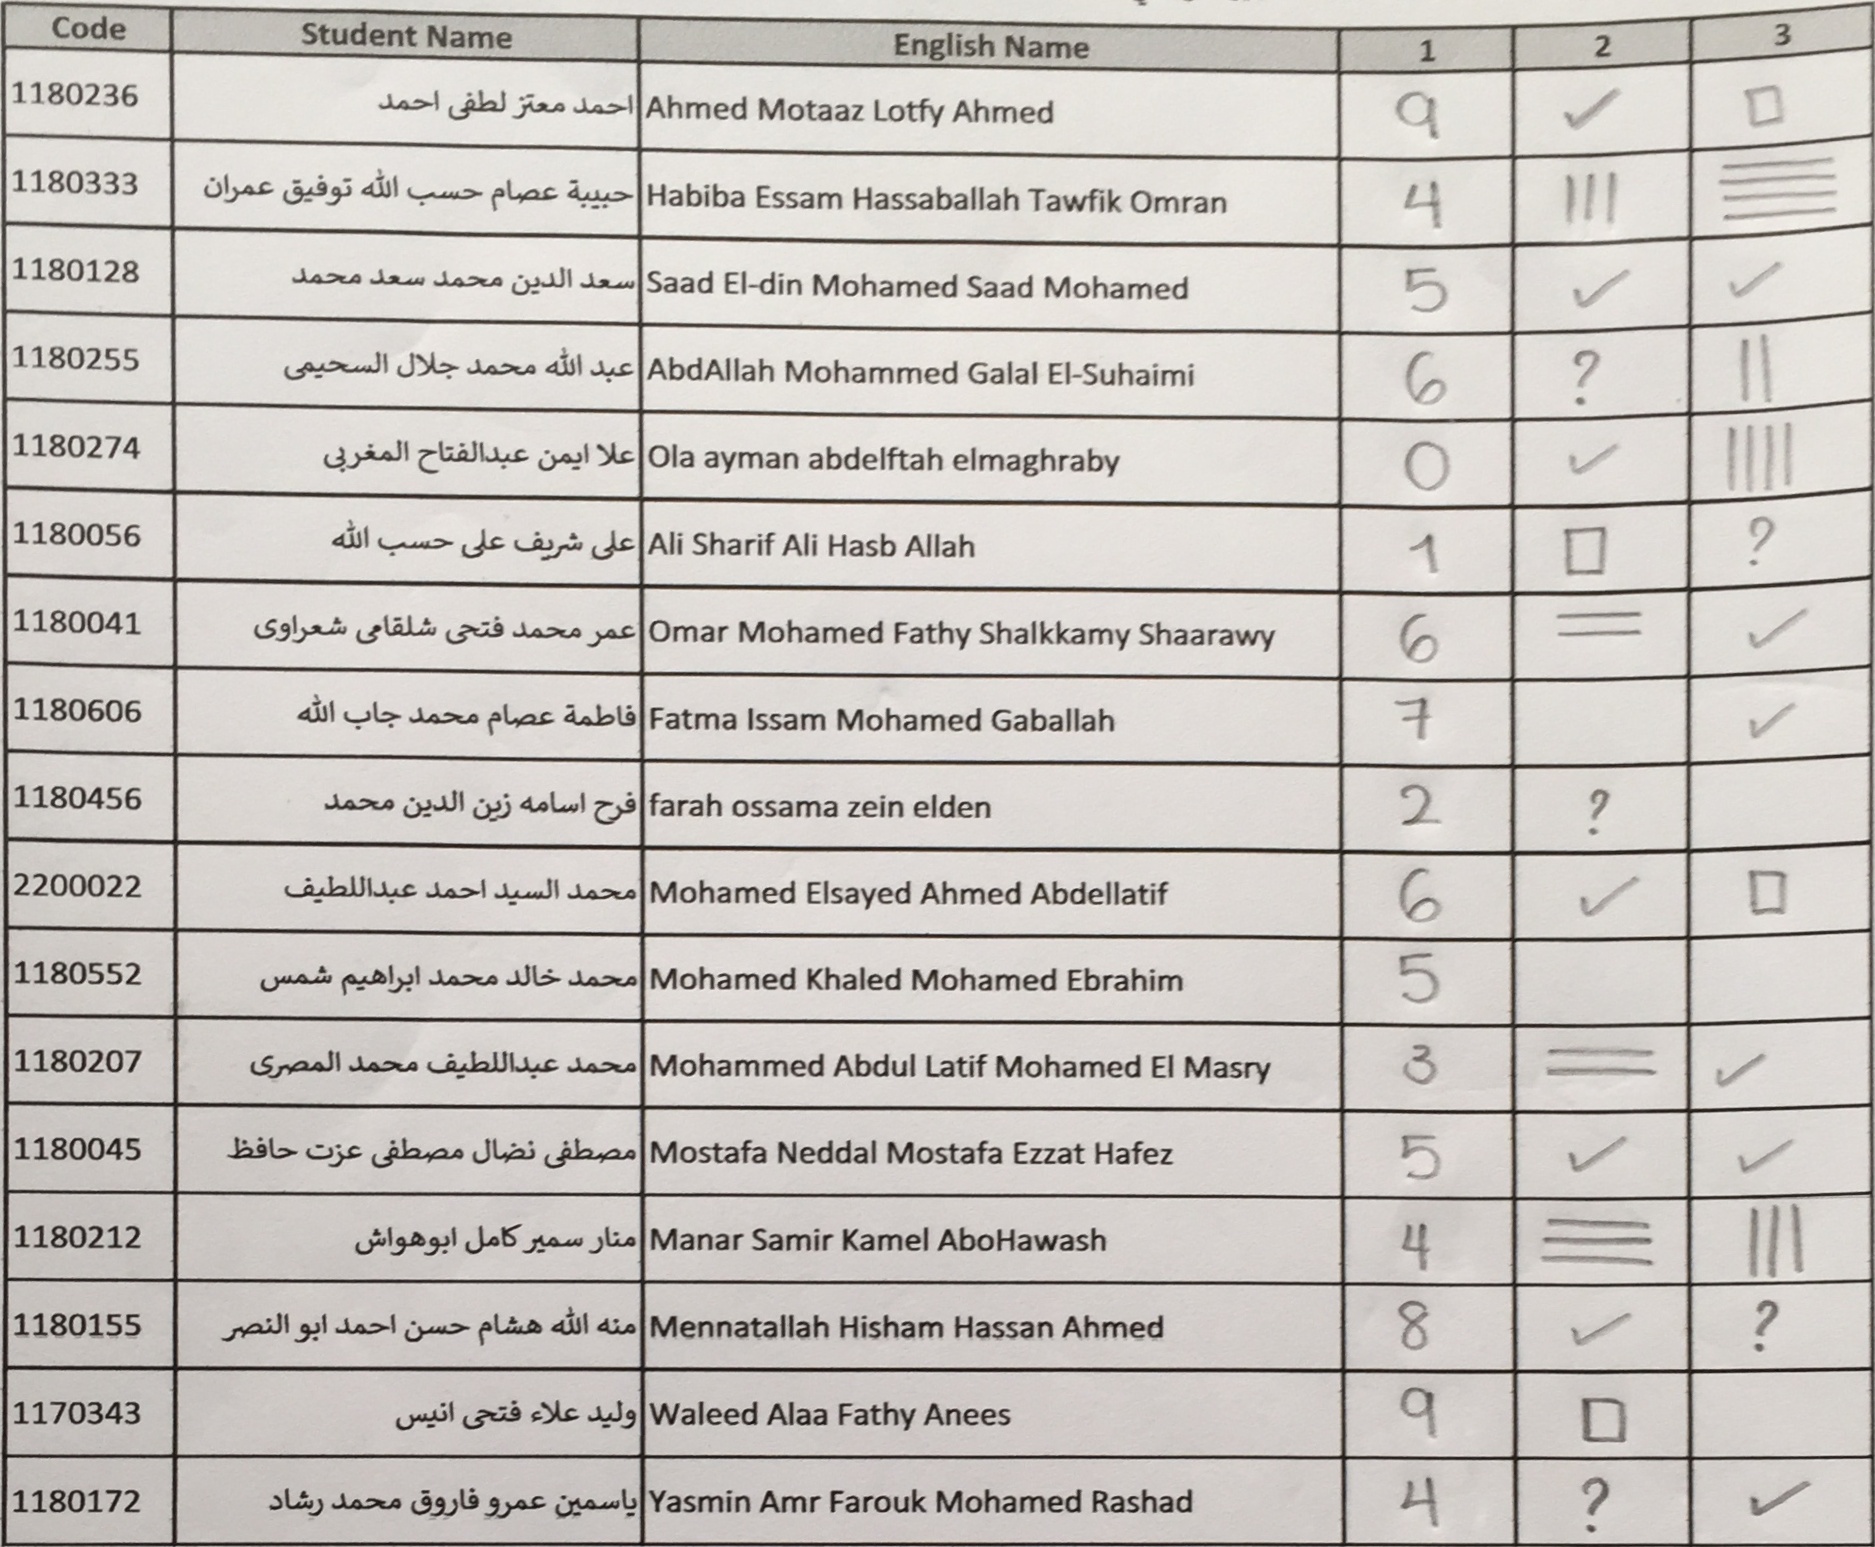 Code Student Name English Name 1 2 3
1180236 احمد معتز لطفى احمد Ahmed Motaaz Lotfy Ahmed 9 ✓ □
1180333 حبيبة عصام حسب الله توفيق عمران Habiba Essam Hassaballah Tawfik Omran 4 ||| ≡
1180128 سعد الدين محمد سعد محمد Saad El-din Mohamed Saad Mohamed 5 ✓ ✓
1180255 عبد الله محمد جلال السحيمى AbdAllah Mohammed Galal El-Suhaimi 6 ? ||
1180274 علا ايمن عبدالفتاح المغربى Ola ayman abdelftah elmaghraby 0 ✓ ||||
1180056 على شريف على حسب الله Ali Sharif Ali Hasb Allah 1 □ ?
1180041 عمر محمد فتحى شلقامى شعراوى Omar Mohamed Fathy Shalkkamy Shaarawy 6 = ✓
1180606 فاطمة عصام محمد جاب الله Fatma Issam Mohamed Gaballah 7 ✓
1180456 فرح اسامه زين الدين محمد farah ossama zein elden 2 ?
2200022 محمد السيد احمد عبداللطيف Mohamed Elsayed Ahmed Abdellatif 6 ✓ □
1180552 محمد خالد محمد ابراهيم شمس Mohamed Khaled Mohamed Ebrahim 5
1180207 محمد عبداللطيف محمد المصرى Mohammed Abdul Latif Mohamed El Masry 3 = ✓
1180045 مصطفى نضال مصطفى عزت حافظ Mostafa Neddal Mostafa Ezzat Hafez 5 ✓ ✓
1180212 منار سمير كامل ابوهواش Manar Samir Kamel AboHawash 4 ≡ |||
1180155 منه الله هشام حسن احمد ابو النصر Mennatallah Hisham Hassan Ahmed 8 ✓ ?
1170343 وليد علاء فتحى انيس Waleed Alaa Fathy Anees 9 □
1180172 ياسمين عمرو فاروق محمد رشاد Yasmin Amr Farouk Mohamed Rashad 4 ? ✓